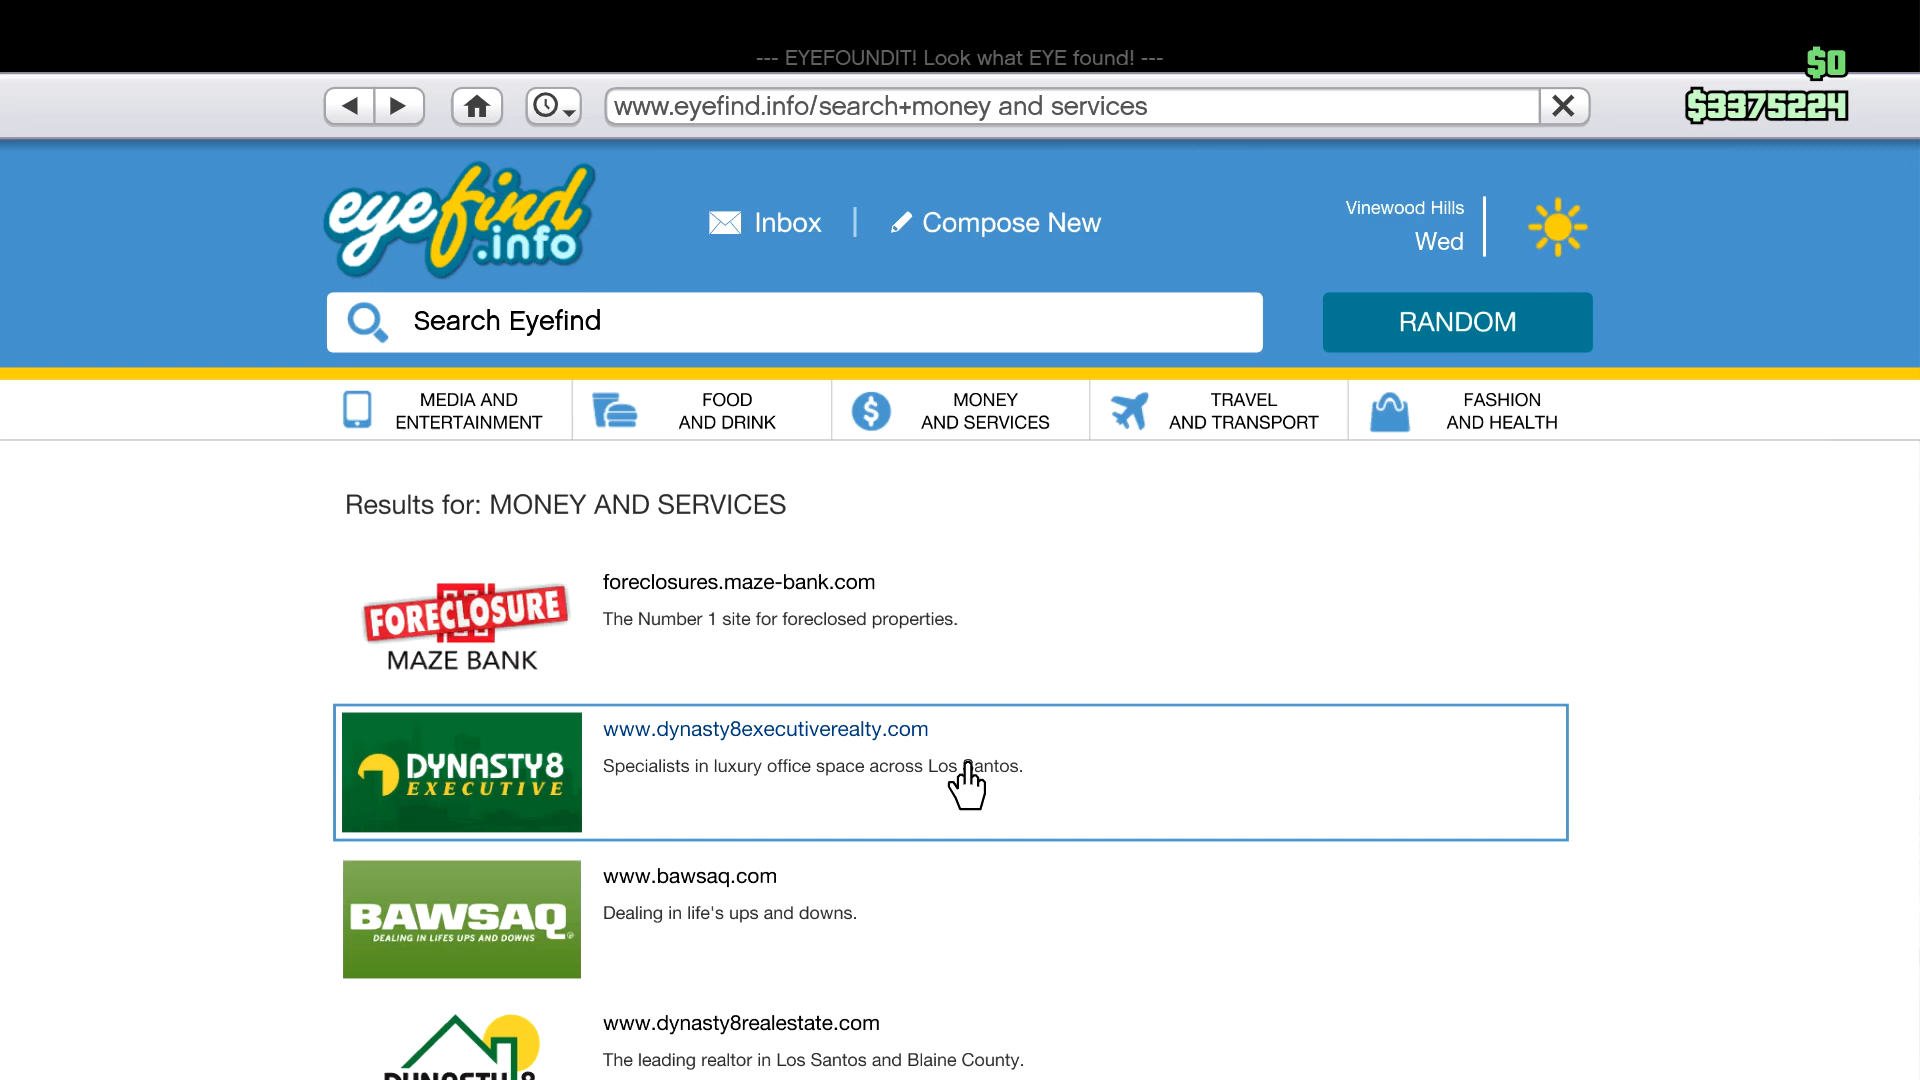 --- EYEFOUNDIT! Look what EYE found! ---
$0
www.eyefind.info/search+money and services
$3375224
eyefind
.info
Inbox
Compose New
Vinewood Hills
Wed
Search Eyefind
RANDOM
MEDIA AND
ENTERTAINMENT
FOOD
AND DRINK
MONEY
AND SERVICES
TRAVEL
AND TRANSPORT
FASHION
AND HEALTH
Results for: MONEY AND SERVICES
FORECLOSURE
MAZE BANK
foreclosures.maze-bank.com
The Number 1 site for foreclosed properties.
DYNASTY8
EXECUTIVE
www.dynasty8executiverealty.com
Specialists in luxury office space across Los Santos.
BAWSAQ
DEALING IN LIFES UPS AND DOWNS
www.bawsaq.com
Dealing in life's ups and downs.
DYNASTY 8
www.dynasty8realestate.com
The leading realtor in Los Santos and Blaine County.